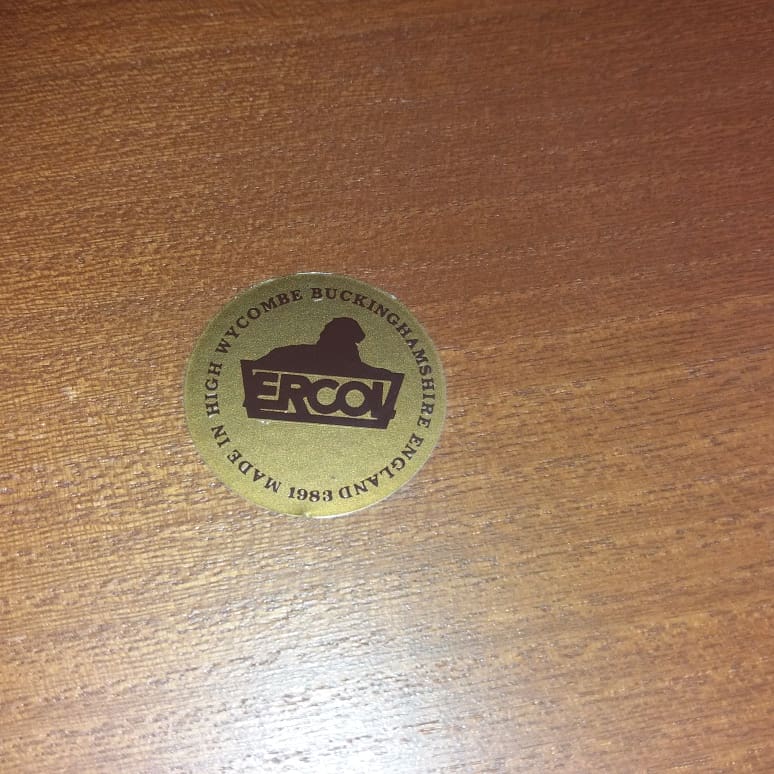 MADE IN HIGH WYCOMBE BUCKINGHAMSHIRE ENGLAND
ERCOL
1983